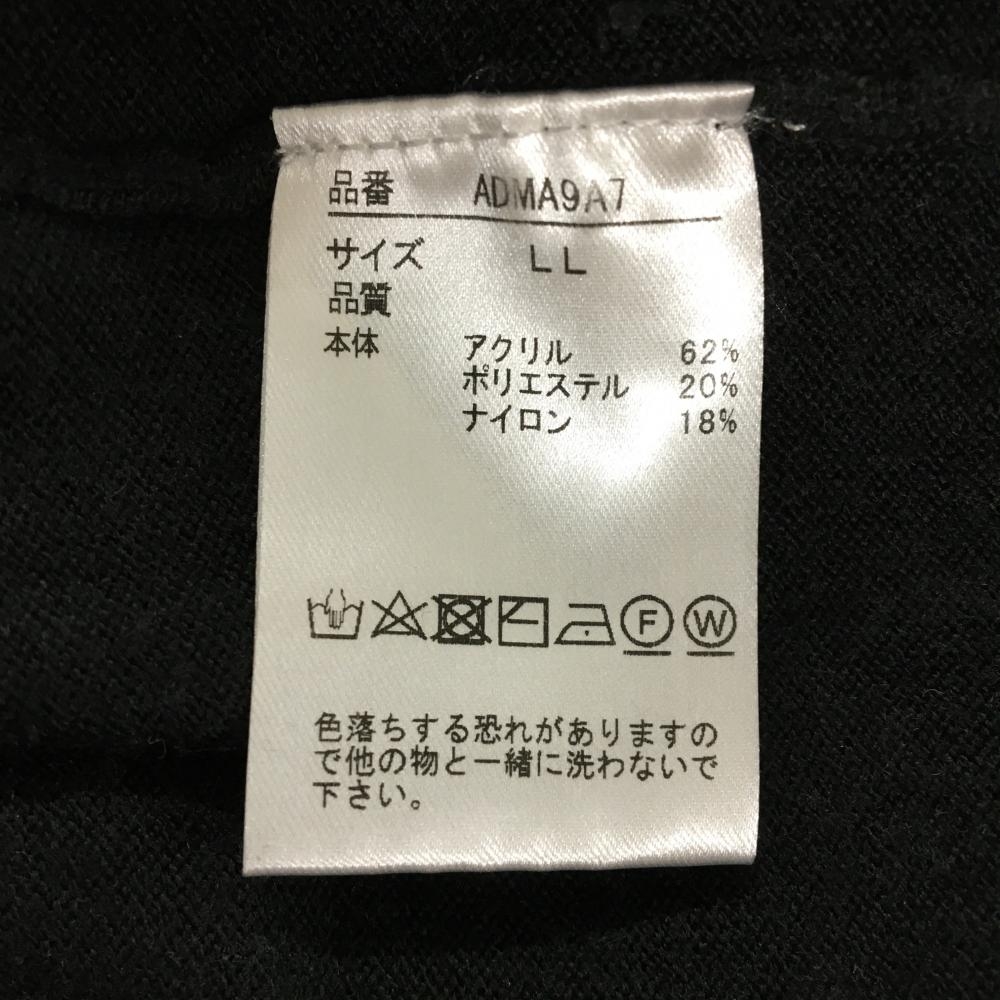 品番 ADMA9A7
サイズ LL
品質
本体 アクリル 62%
ポリエステル 20%
ナイロン 18%
F W
色落ちする恐れがありますの
で他の物と一緒に洗わないで
下さい。